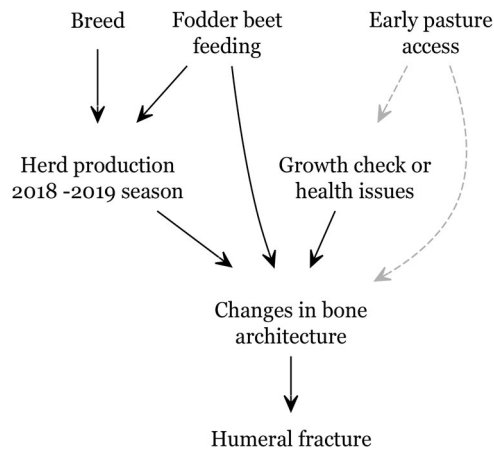 Breed
Fodder beet
feeding
Early pasture
access
Herd production
2018 -2019 season
Growth check or
health issues
Changes in bone
architecture
Humeral fracture